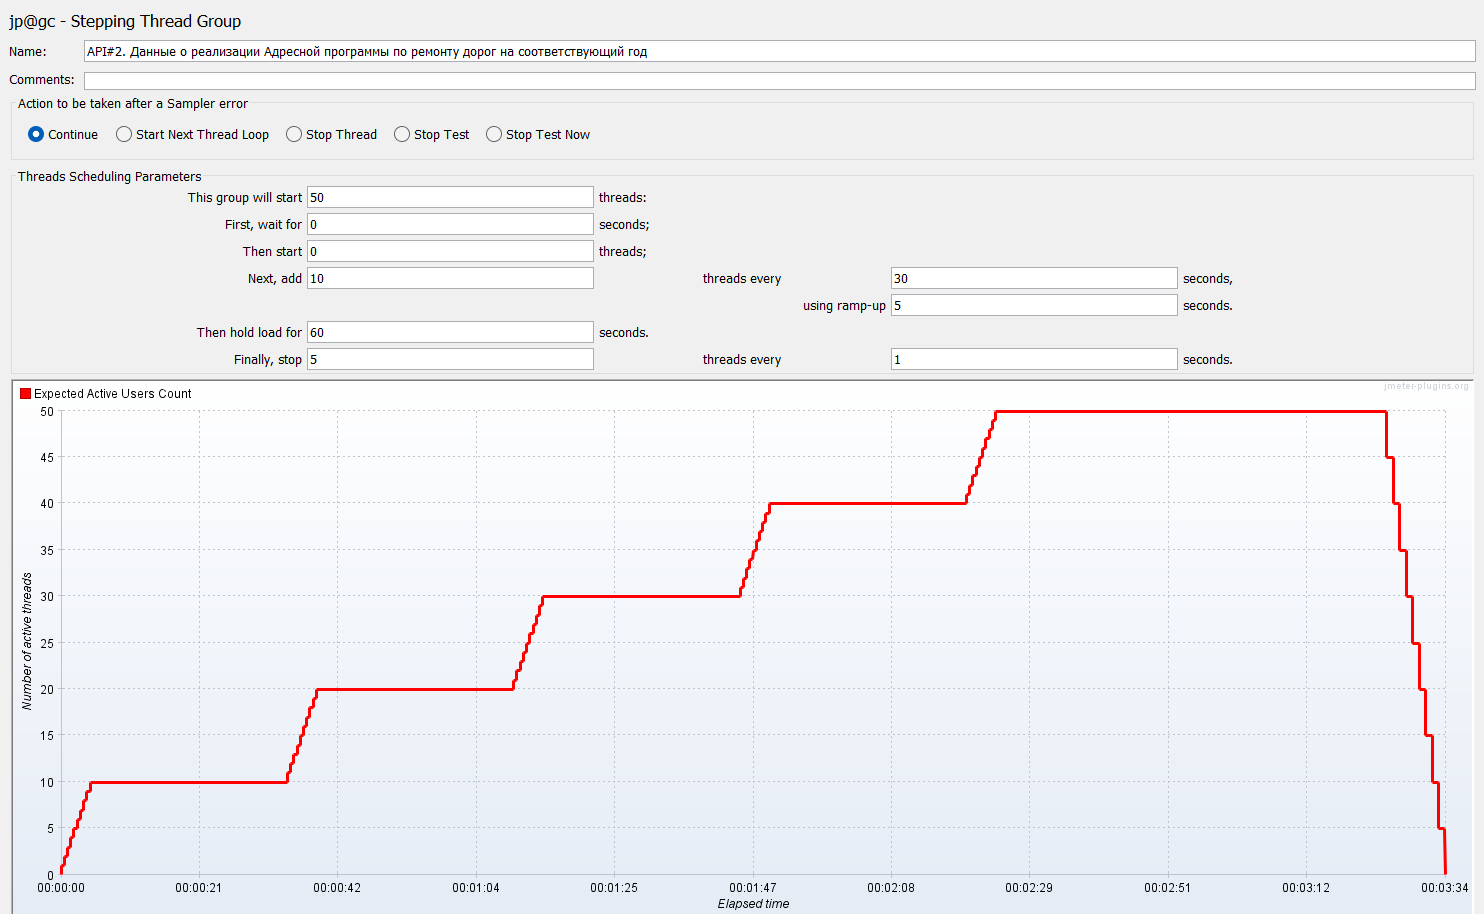 jp@gc - Stepping Thread Group
Name: API#2. Данные о реализации Адресной программы по ремонту дорог на соответствующий год
Comments:
Action to be taken after a Sampler error
Continue Start Next Thread Loop Stop Thread Stop Test Stop Test Now
Threads Scheduling Parameters
This group will start 50 threads:
First, wait for 0 seconds;
Then start 0 threads;
Next, add 10 threads every 30 seconds,
using ramp-up 5 seconds.
Then hold load for 60 seconds.
Finally, stop 5 threads every 1 seconds.
jmeter-plugins.org
Expected Active Users Count
50
45
40
35
30
25
20
15
10
5
0
Number of active threads
00:00:00 00:00:21 00:00:42 00:01:04 00:01:25 00:01:47 00:02:08 00:02:29 00:02:51 00:03:12 00:03:34
Elapsed time